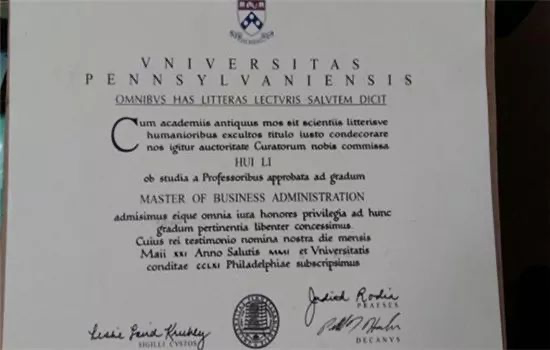 VNIVERSITAS
PENNSYLVANIENSIS
OMNIBVS HAS LITTERAS LECTVRIS SALVTEM DICIT
Cum academiis antiquus mos sit scientiis litterisve
humanioribus excultos titulo iusto condecorare
nos igitur auctoritate Curatorum nobis commissa
HUI LI
ob studia a Professoribus approbata ad gradum
MASTER OF BUSINESS ADMINISTRATION
admisimus eique omnia iura honores privilegia ad hunc
gradum pertinentia libenter concessimus
Cuius rei testimonio nomina nostra die mensis
Maii XXI Anno Salutis MMI et Vniversitatis
conditae CCLXI Philadelphiae subscripsimus
Judith Rodin
PRAESES
SIGILLI CVSTOS
DECANVS